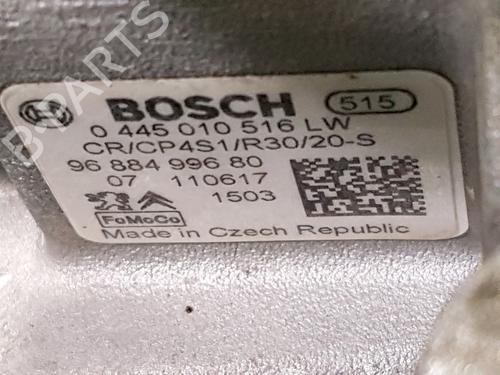 B-PARTS
BOSCH 515
0 445 010 516 LW
CR/CP4S1/R30/20-S
96 884 996 80
07 110617
1503
FoMoCo
Made in Czech Republic